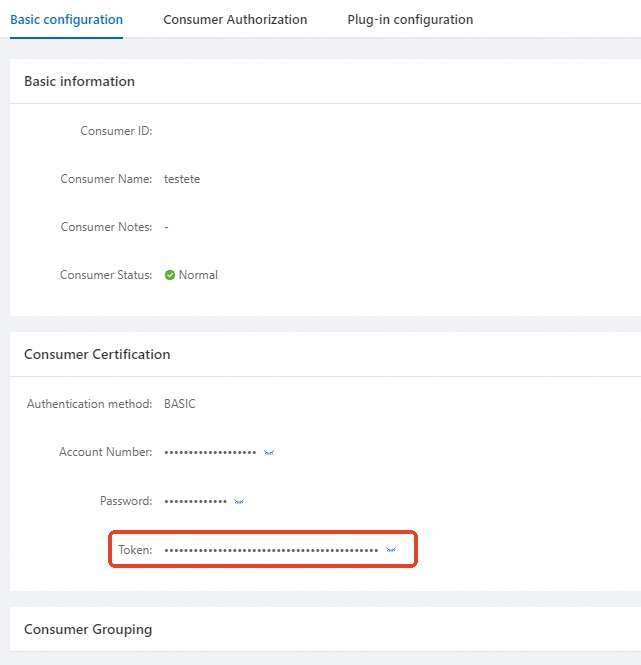 Basic configuration Consumer Authorization Plug-in configuration
Basic information
Consumer ID:
Consumer Name: testete
Consumer Notes: -
Consumer Status: Normal
Consumer Certification
Authentication method: BASIC
Account Number: •••••••••••••••••••
Password: •••••••••••••
Token: ••••••••••••••••••••••••••••••••••••••••••••
Consumer Grouping